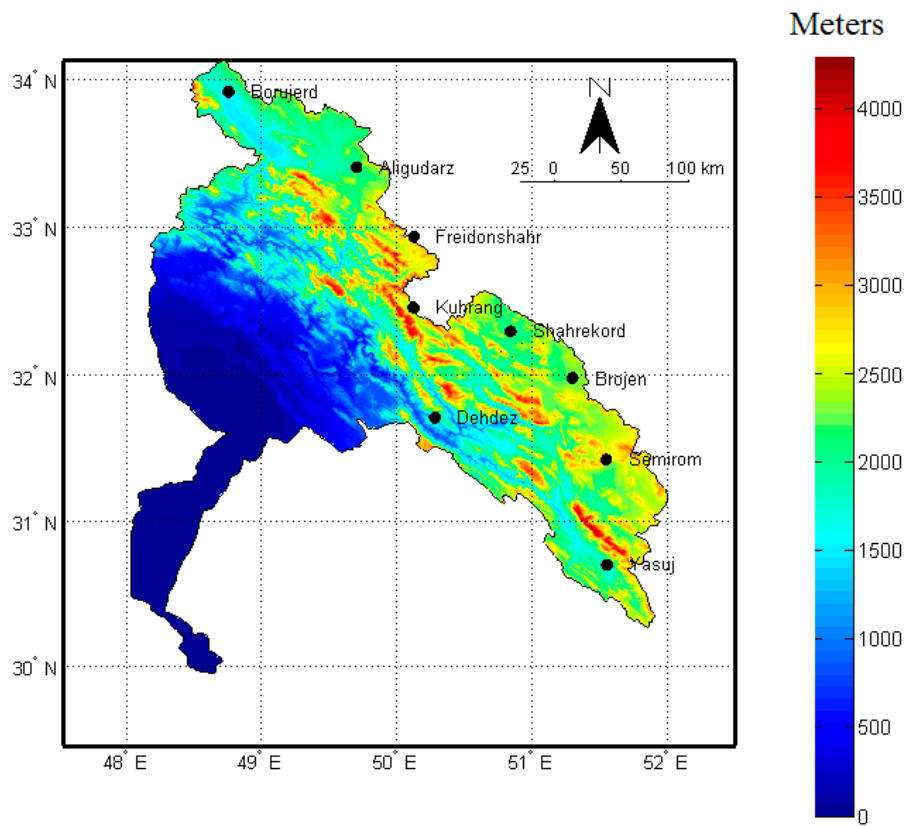 Meters
34° N
33° N
32° N
31° N
30° N
48° E
49° E
50° E
51° E
52° E
N
25 0 50 100 km
Borujerd
Aligudarz
Freidonshahr
Kuhrang
Shahrekord
Brojen
Dehdez
Semirom
Yasuj
4000
3500
3000
2500
2000
1500
1000
500
0